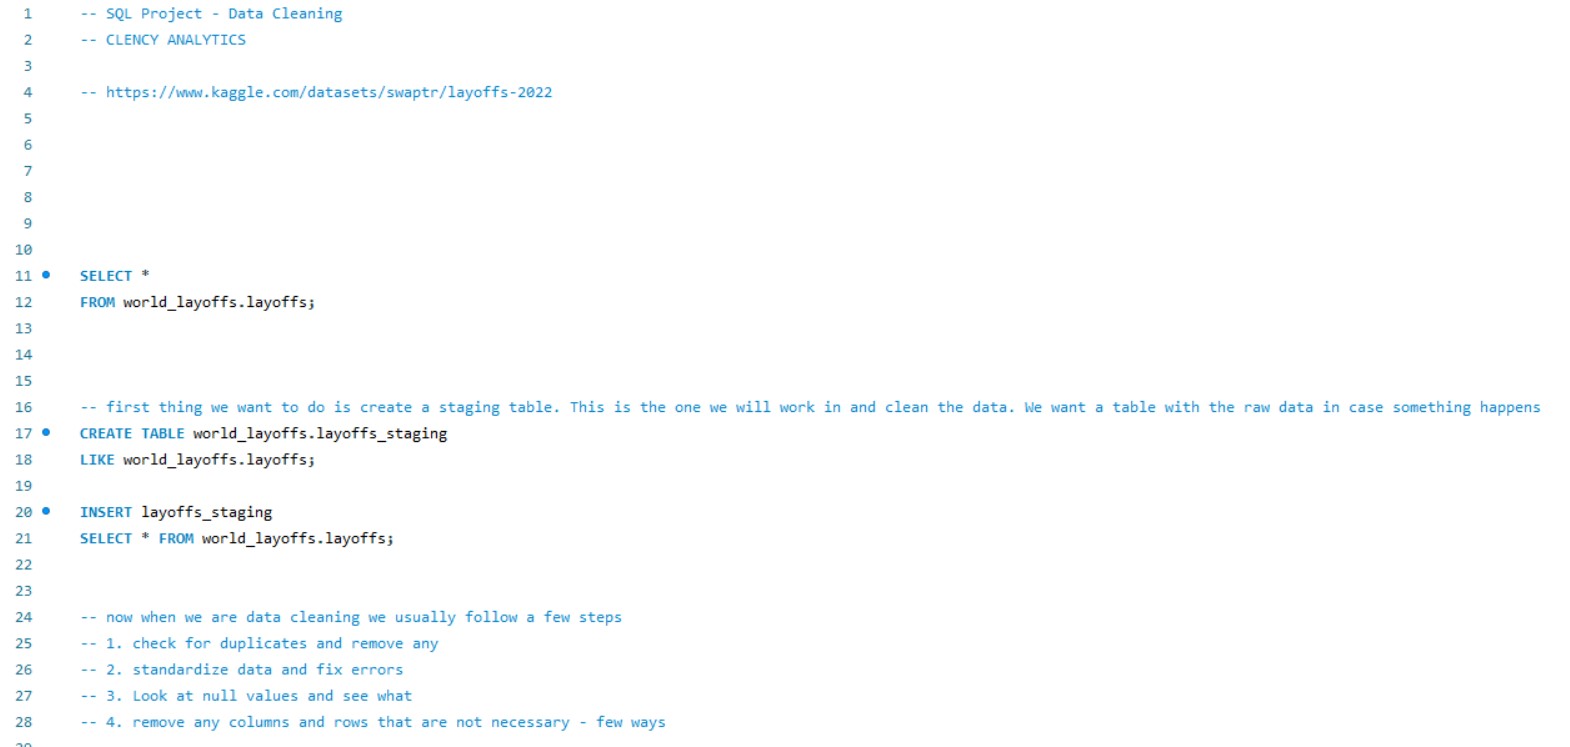 1 -- SQL Project - Data Cleaning
2 -- CLENCY ANALYTICS
3
4 -- https://www.kaggle.com/datasets/swaptr/layoffs-2022
5
6
7
8
9
10
11 SELECT *
12 FROM world_layoffs.layoffs;
13
14
15
16 -- first thing we want to do is create a staging table. This is the one we will work in and clean the data. We want a table with the raw data in case something happens
17 CREATE TABLE world_layoffs.layoffs_staging
18 LIKE world_layoffs.layoffs;
19
20 INSERT layoffs_staging
21 SELECT * FROM world_layoffs.layoffs;
22
23
24 -- now when we are data cleaning we usually follow a few steps
25 -- 1. check for duplicates and remove any
26 -- 2. standardize data and fix errors
27 -- 3. Look at null values and see what
28 -- 4. remove any columns and rows that are not necessary - few ways